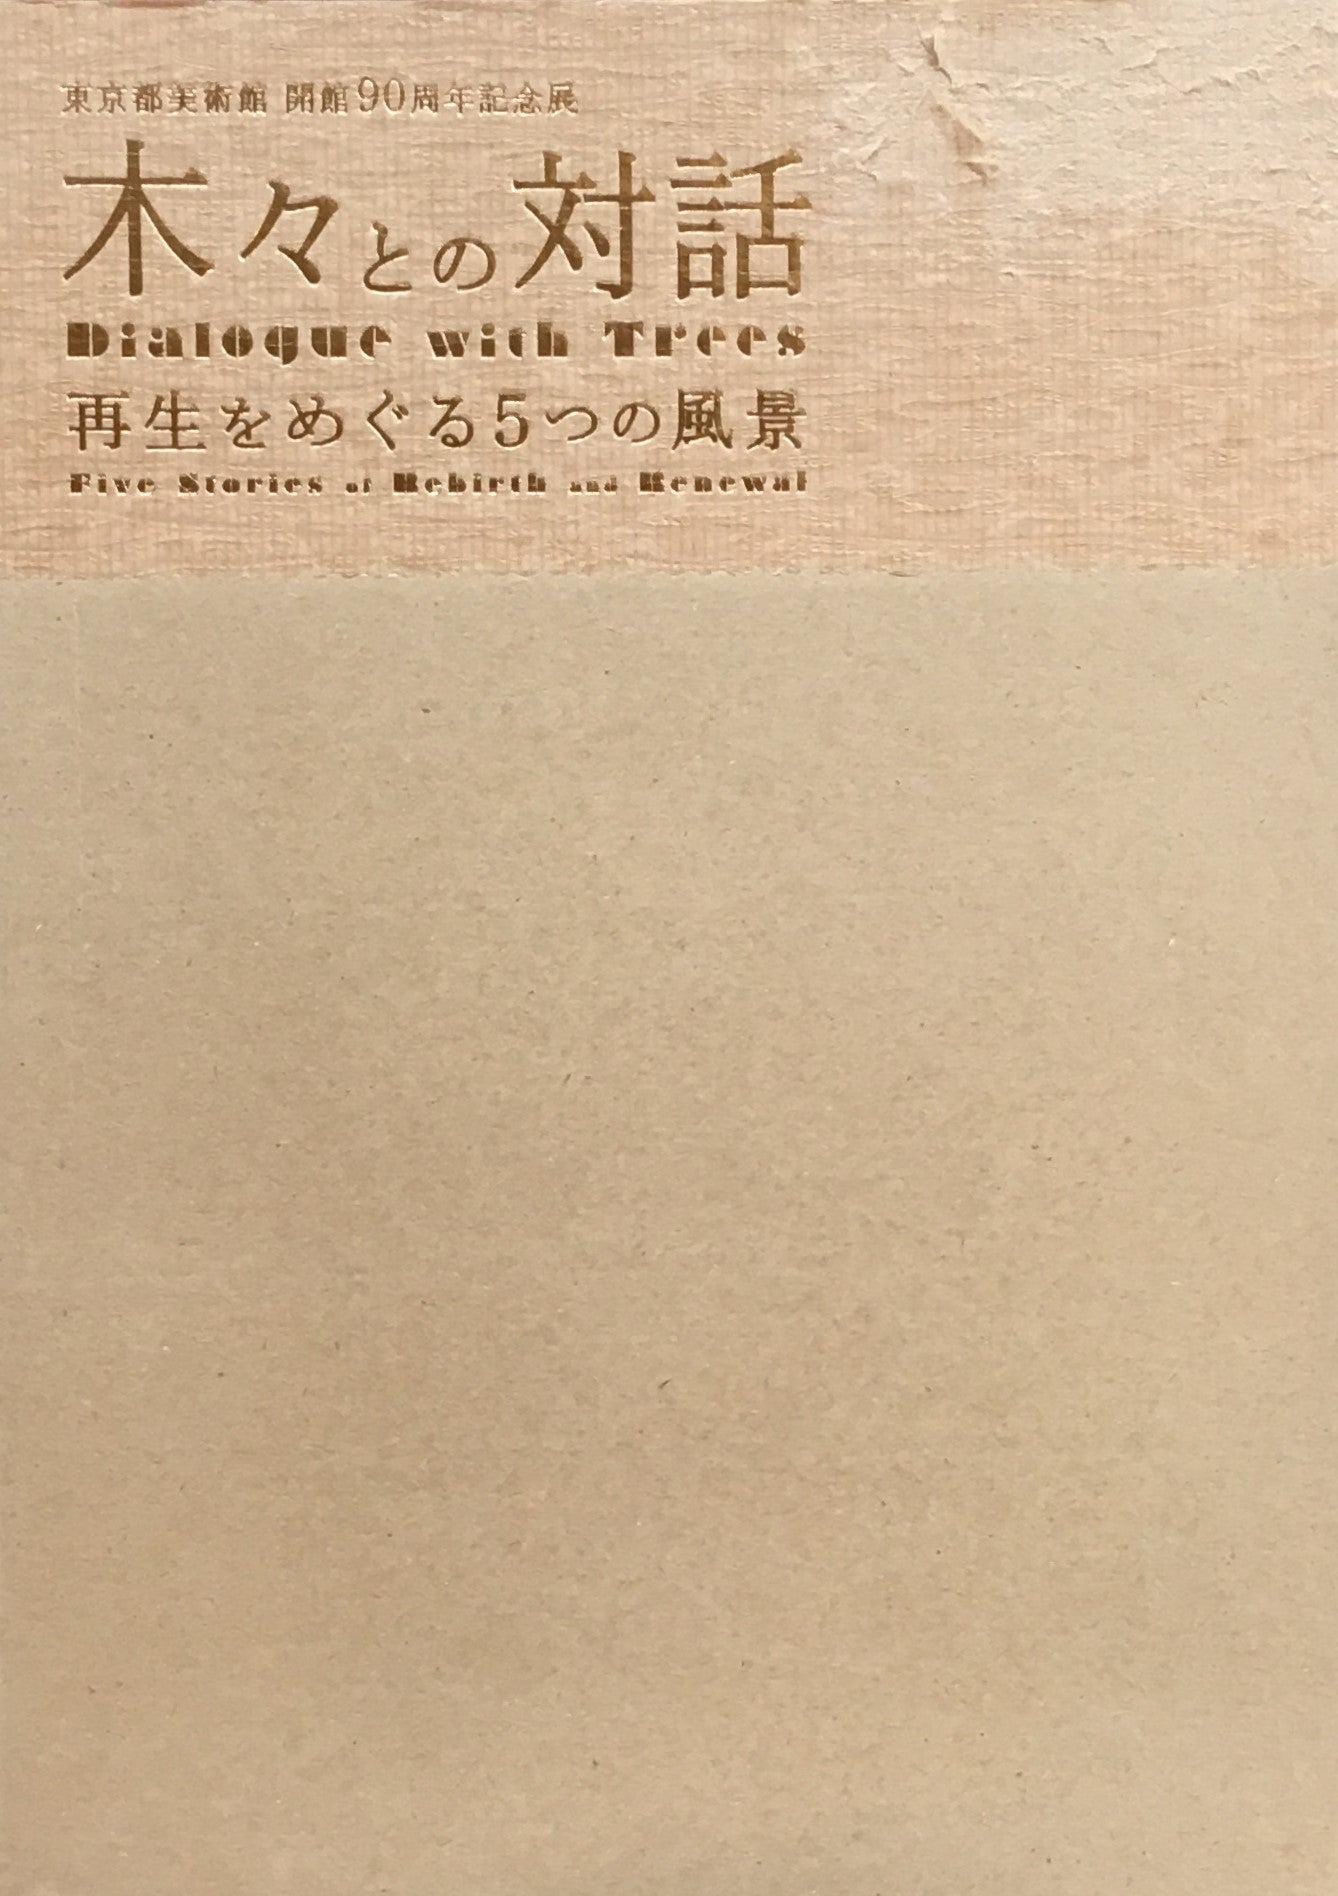 東京都美術館 開館90周年記念展
木々との対話
Dialogue with Trees
再生をめぐる5つの風景
Five Stories of Rebirth and Renewal